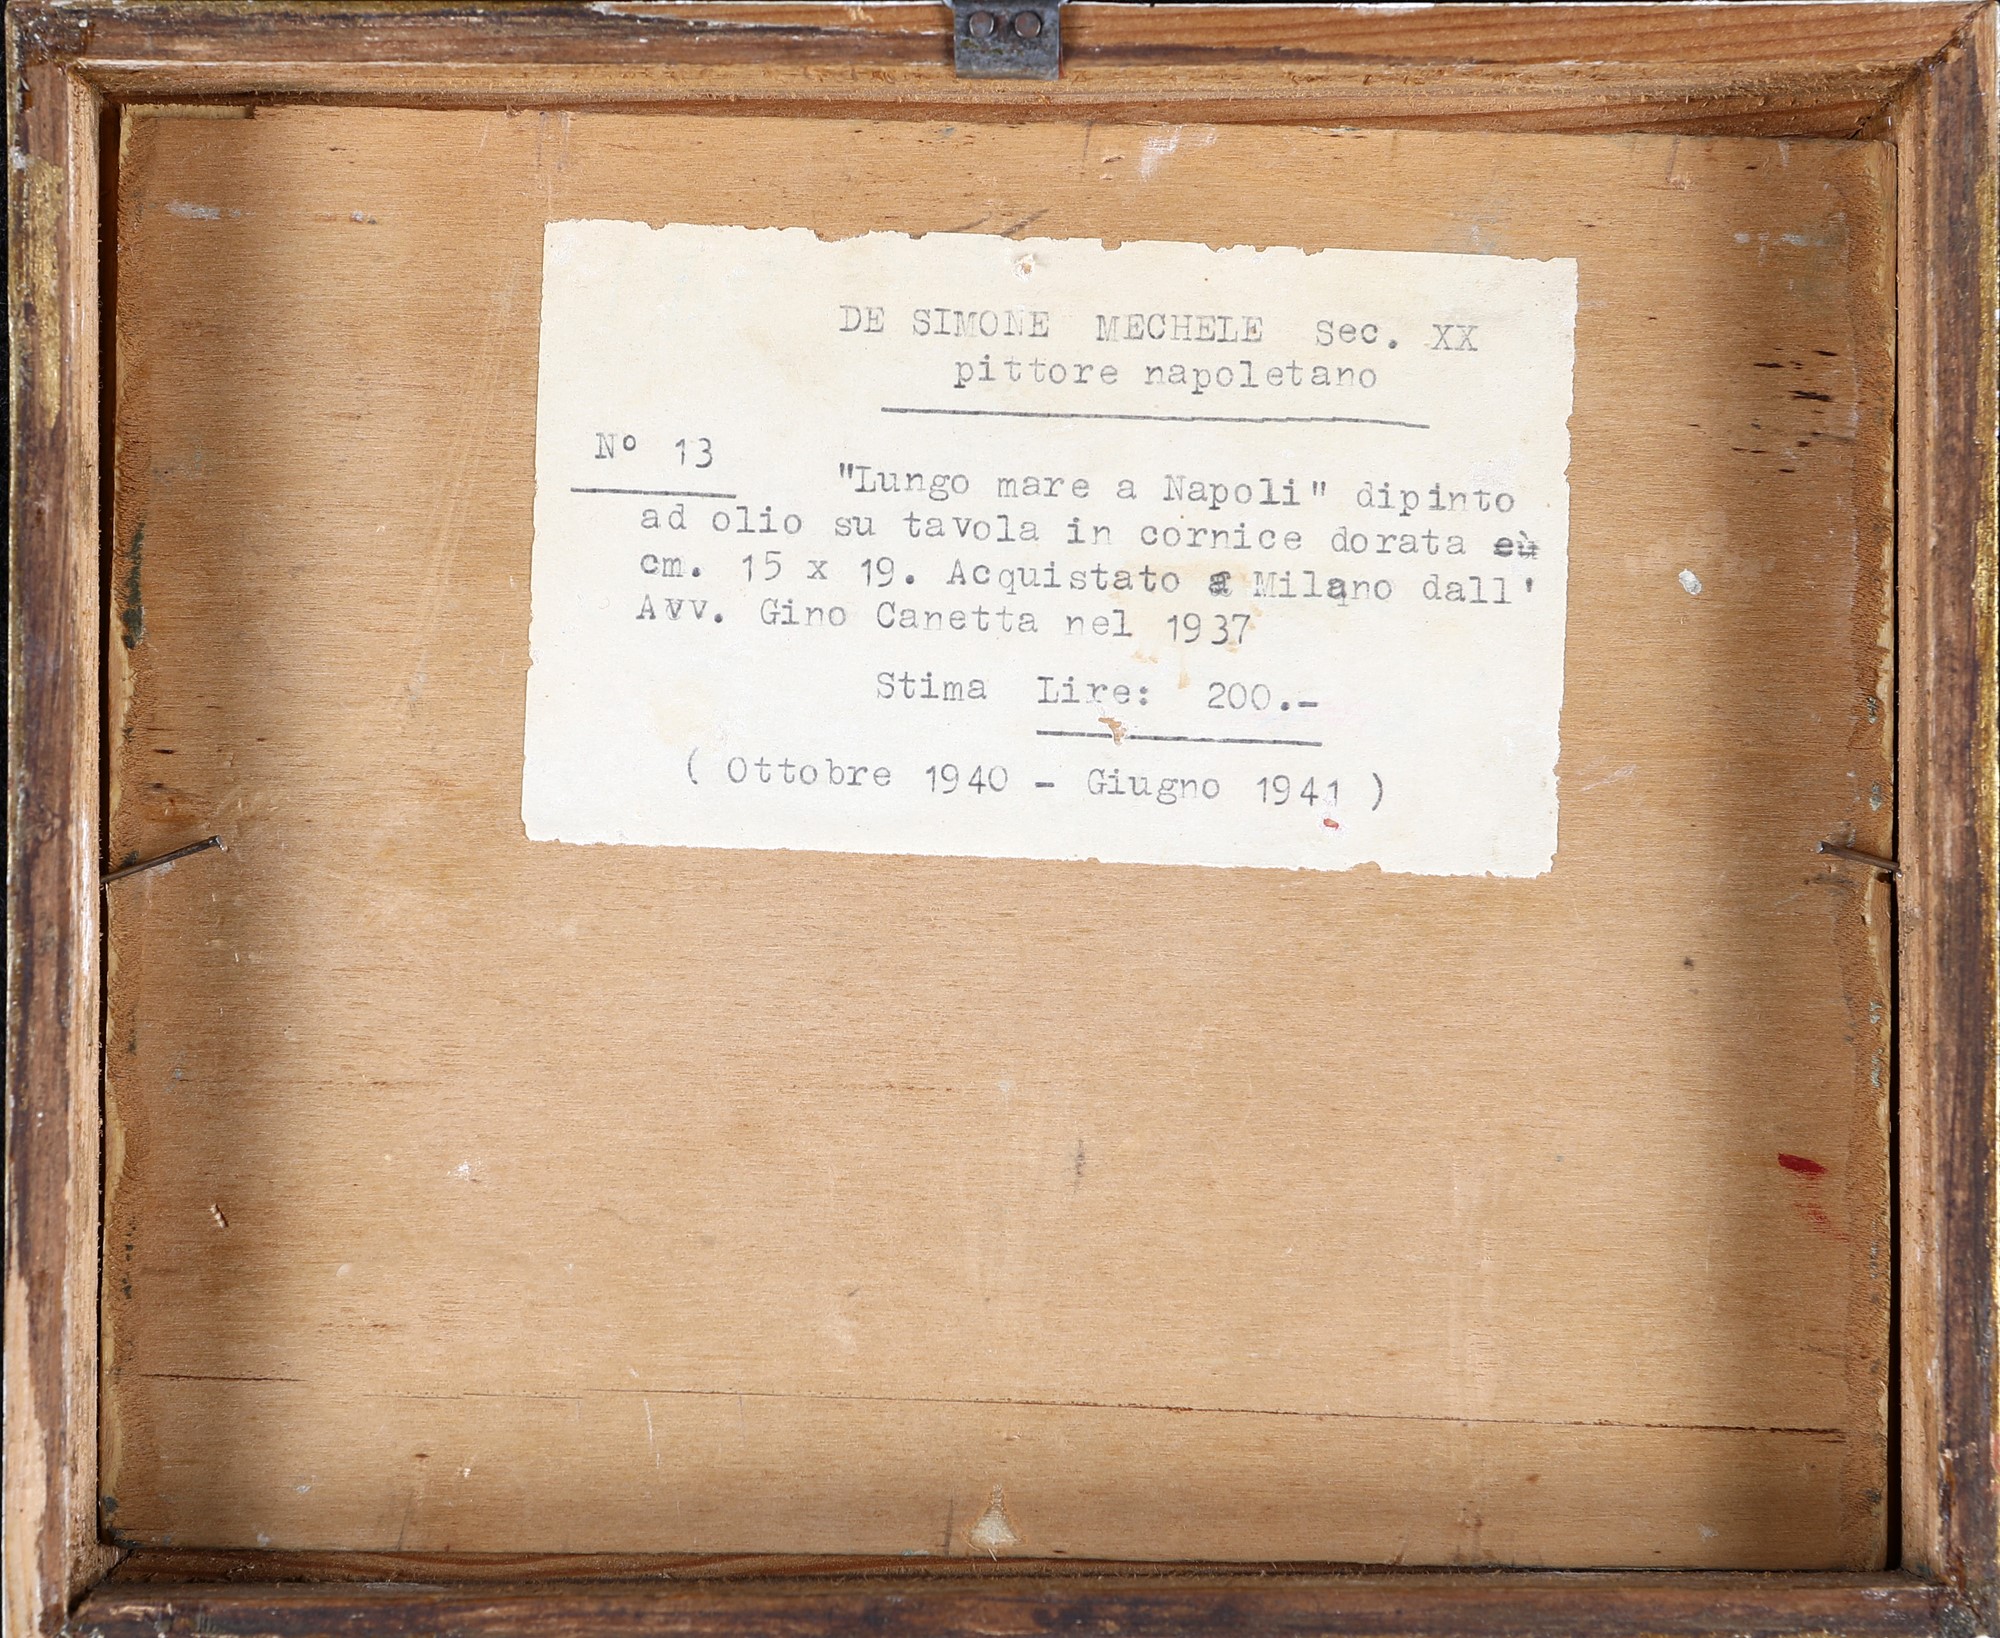 DE SIMONE MECHELE Sec. XX
pittore napoletano
Nº 13
"Lungo mare a Napoli" dipinto
ad olio su tavola in cornice dorata
cm. 15 x 19. Acquistato a Milano dall'
Avv. Gino Canetta nel 1937
Stima Lire: 200.-
( Ottobre 1940 - Giugno 1941 )